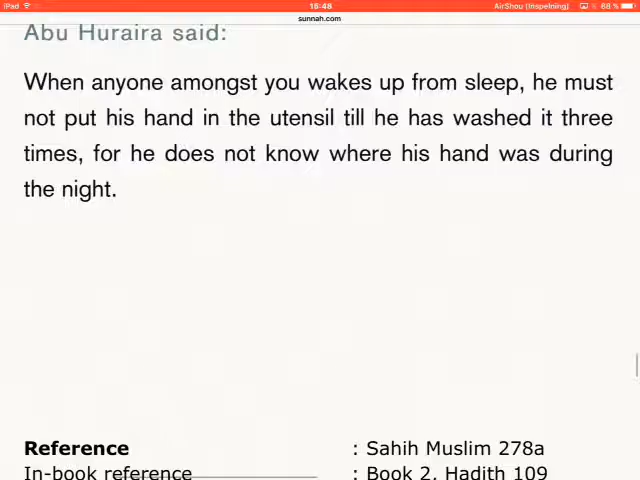 iPad 15:48 AirShou (Inspelning) 68 %
sunnah.com
Abu Huraira said:
When anyone amongst you wakes up from sleep, he must
not put his hand in the utensil till he has washed it three
times, for he does not know where his hand was during
the night.
Reference : Sahih Muslim 278a
In-book reference : Book 2, Hadith 109